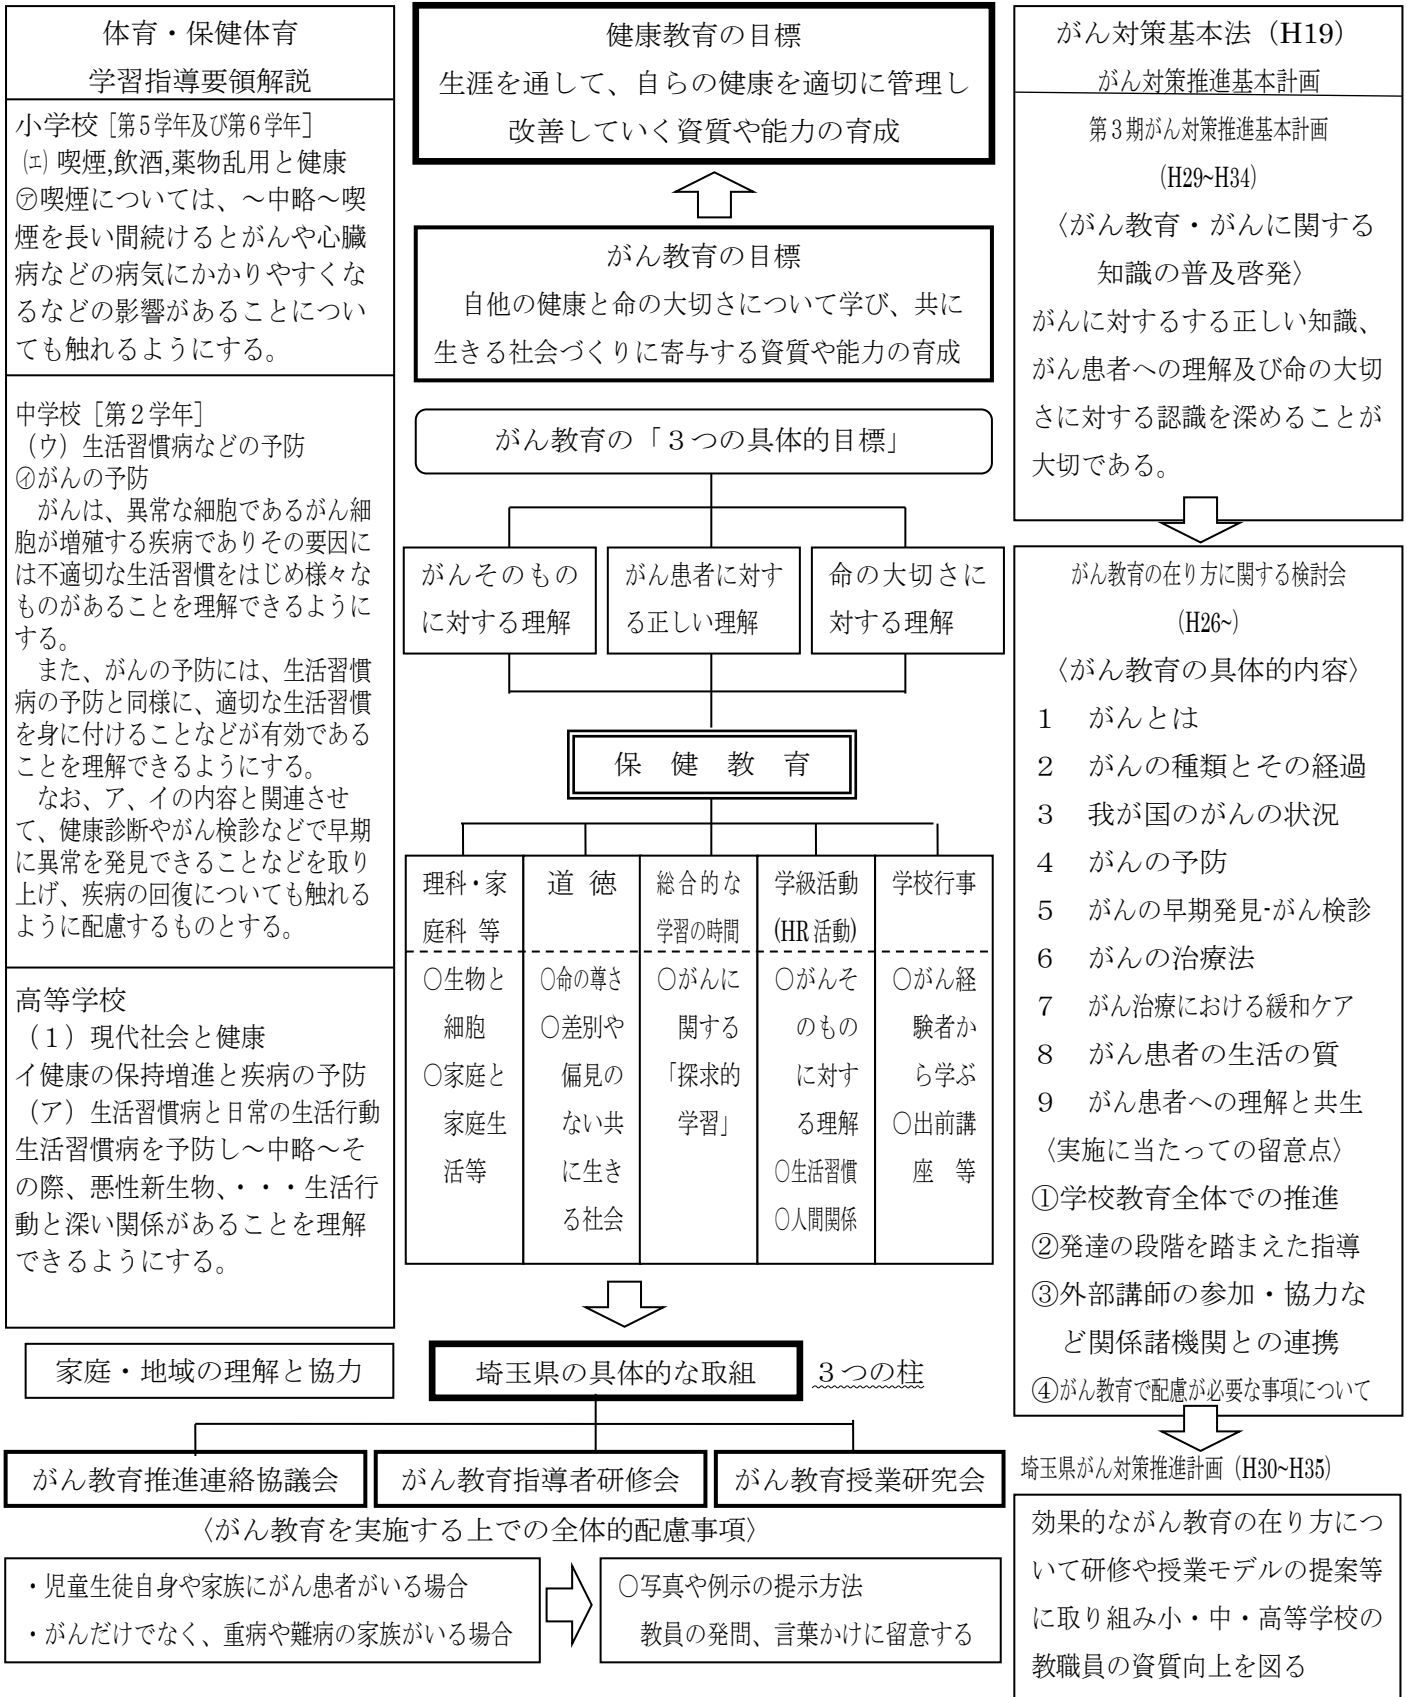 体育・保健体育
学習指導要領解説
小学校［第５学年及び第６学年］
㈓ 喫煙,飲酒,薬物乱用と健康
㋐喫煙については、～中略～喫
煙を長い間続けるとがんや心臓
病などの病気にかかりやすくな
るなどの影響があることについ
ても触れるようにする。
中学校［第２学年］
（ウ）生活習慣病などの予防
㋑がんの予防
がんは、異常な細胞であるがん細
胞が増殖する疾病でありその要因に
は不適切な生活習慣をはじめ様々な
ものがあることを理解できるように
する。
また、がんの予防には、生活習慣
病の予防と同様に、適切な生活習慣
を身に付けることなどが有効である
ことを理解できるようにする。
なお、ア、イの内容と関連させ
て、健康診断やがん検診などで早期
に異常を発見できることなどを取り
上げ、疾病の回復についても触れる
ように配慮するものとする。
高等学校
（１）現代社会と健康
イ健康の保持増進と疾病の予防
（ア）生活習慣病と日常の生活行動
生活習慣病を予防し～中略～そ
の際、悪性新生物、・・・生活行
動と深い関係があることを理解
できるようにする。
家庭・地域の理解と協力
健康教育の目標
生涯を通して、自らの健康を適切に管理し
改善していく資質や能力の育成
がん教育の目標
自他の健康と命の大切さについて学び、共に
生きる社会づくりに寄与する資質や能力の育成
がん教育の「３つの具体的目標」
がんそのもの
に対する理解
がん患者に対す
る正しい理解
命の大切さに
対する理解
保　健　教　育
理科・家
庭科 等
○生物と
細胞
○家庭と
家庭生
活等
道 徳
○命の尊さ
○差別や
偏見の
ない共
に生き
る社会
総合的な
学習の時間
○がんに
関する
「探求的
学習」
学級活動
(HR 活動)
○がんそ
のもの
に対す
る理解
○生活習慣
○人間関係
学校行事
○がん経
験者か
ら学ぶ
○出前講
座 等
埼玉県の具体的な取組
３つの柱
がん教育推進連絡協議会
がん教育指導者研修会
がん教育授業研究会
〈がん教育を実施する上での全体的配慮事項〉
・児童生徒自身や家族にがん患者がいる場合
・がんだけでなく、重病や難病の家族がいる場合
○写真や例示の提示方法
教員の発問、言葉かけに留意する
がん対策基本法（H19）
がん対策推進基本計画
第３期がん対策推進基本計画
(H29~H34)
〈がん教育・がんに関する
知識の普及啓発〉
がんに対するする正しい知識、
がん患者への理解及び命の大切
さに対する認識を深めることが
大切である。
がん教育の在り方に関する検討会
(H26~)
〈がん教育の具体的内容〉
１　がんとは
２　がんの種類とその経過
３　我が国のがんの状況
４　がんの予防
５　がんの早期発見-がん検診
６　がんの治療法
７　がん治療における緩和ケア
８　がん患者の生活の質
９　がん患者への理解と共生
〈実施に当たっての留意点〉
①学校教育全体での推進
②発達の段階を踏まえた指導
③外部講師の参加・協力な
ど関係諸機関との連携
④がん教育で配慮が必要な事項について
埼玉県がん対策推進計画 (H30~H35)
効果的ながん教育の在り方につ
いて研修や授業モデルの提案等
に取り組み小・中・高等学校の
教職員の資質向上を図る